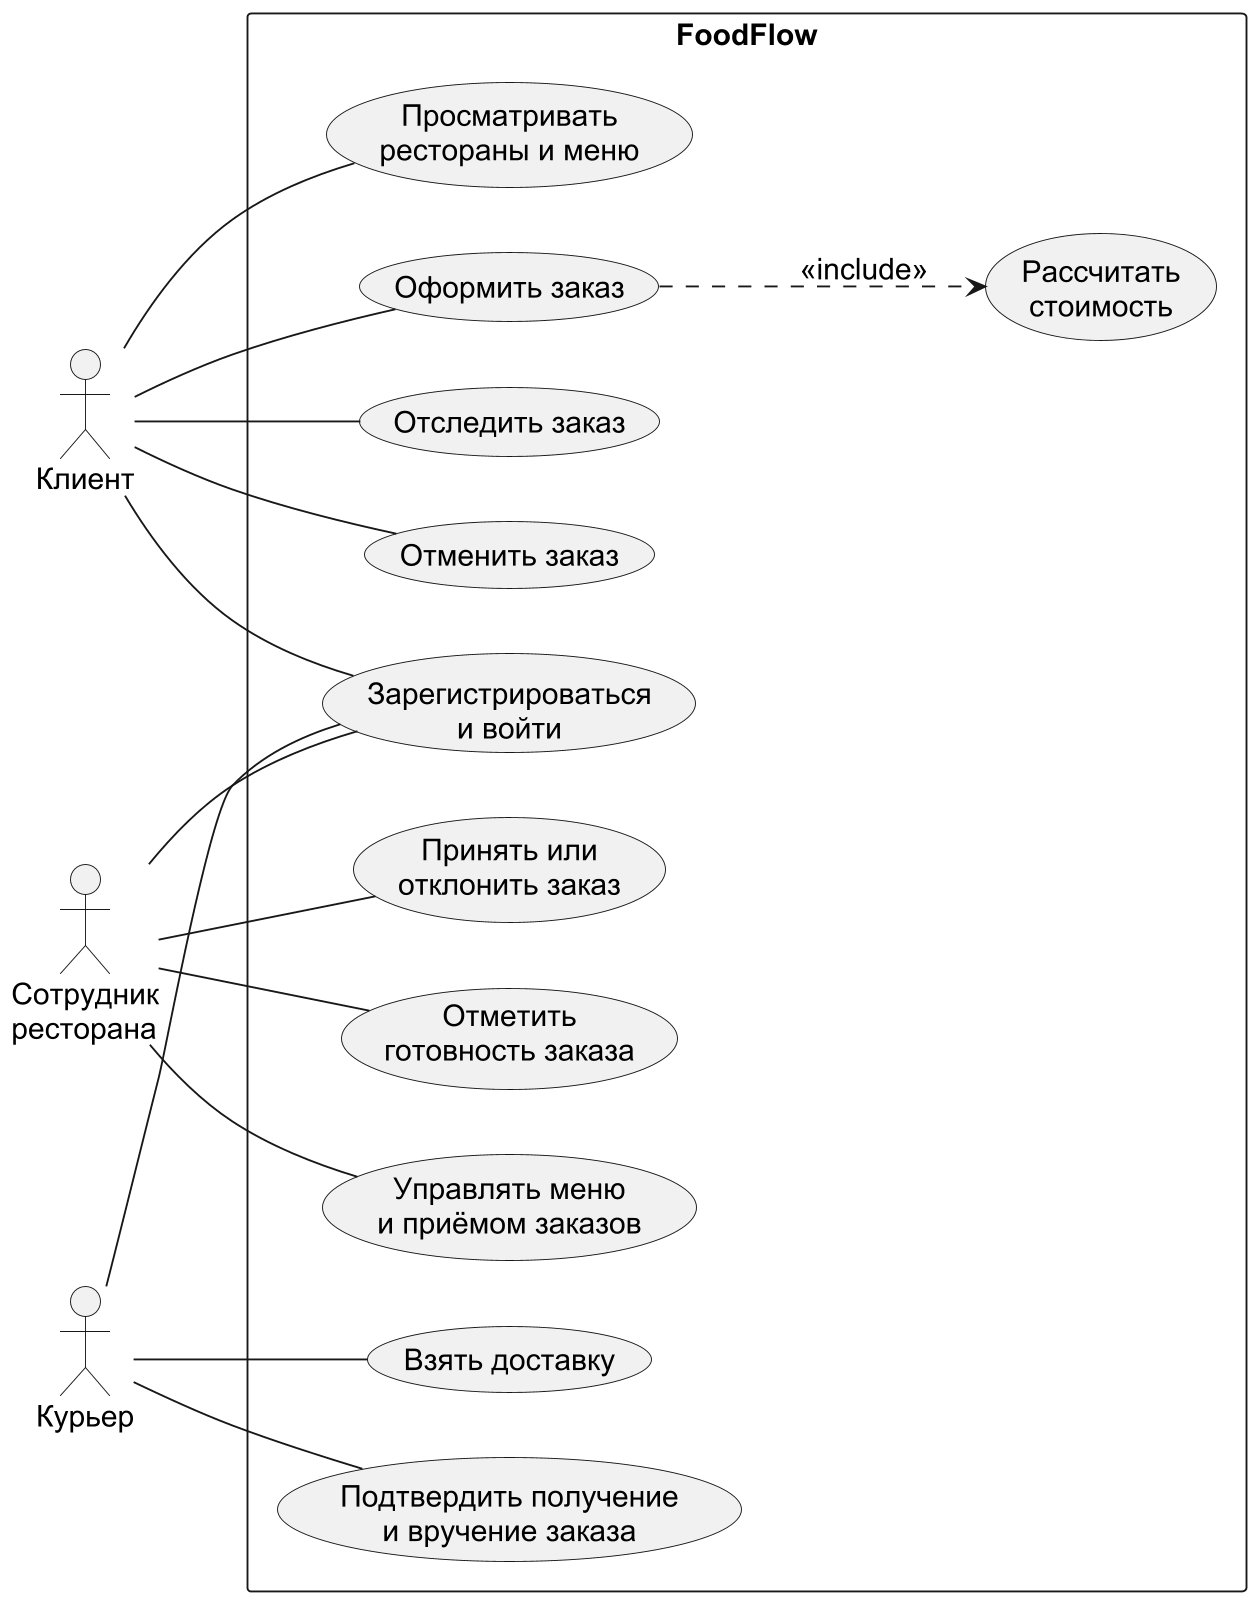 FoodFlow
Просматривать
рестораны и меню
Оформить заказ
«include»
Рассчитать
стоимость
Отследить заказ
Клиент
Отменить заказ
Зарегистрироваться
и войти
Принять или
отклонить заказ
Сотрудник
ресторана
Отметить
готовность заказа
Управлять меню
и приёмом заказов
Взять доставку
Курьер
Подтвердить получение
и вручение заказа